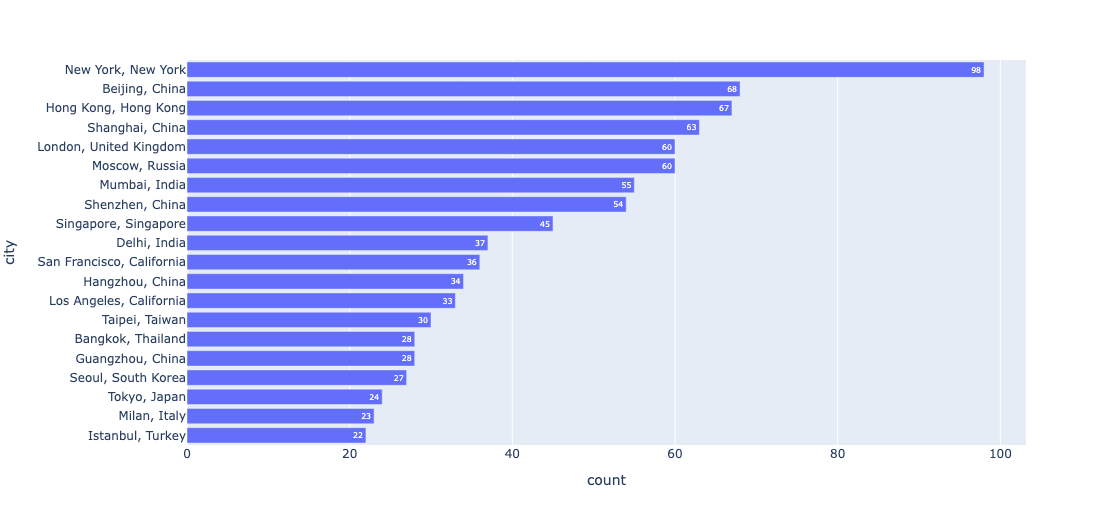 city
New York, New York 98
Beijing, China 68
Hong Kong, Hong Kong 67
Shanghai, China 63
London, United Kingdom 60
Moscow, Russia 60
Mumbai, India 55
Shenzhen, China 54
Singapore, Singapore 45
Delhi, India 37
San Francisco, California 36
Hangzhou, China 34
Los Angeles, California 33
Taipei, Taiwan 30
Bangkok, Thailand 28
Guangzhou, China 28
Seoul, South Korea 27
Tokyo, Japan 24
Milan, Italy 23
Istanbul, Turkey 22
0 20 40 60 80 100
count